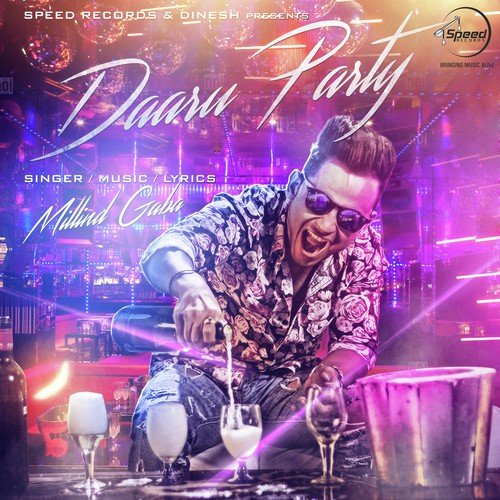 SPEED RECORDS & DINESH PRESENTS
Speed
RECORDS
BRINGING MUSIC ALIVE
Daaru Party
SINGER / MUSIC / LYRICS
Millind Gaba